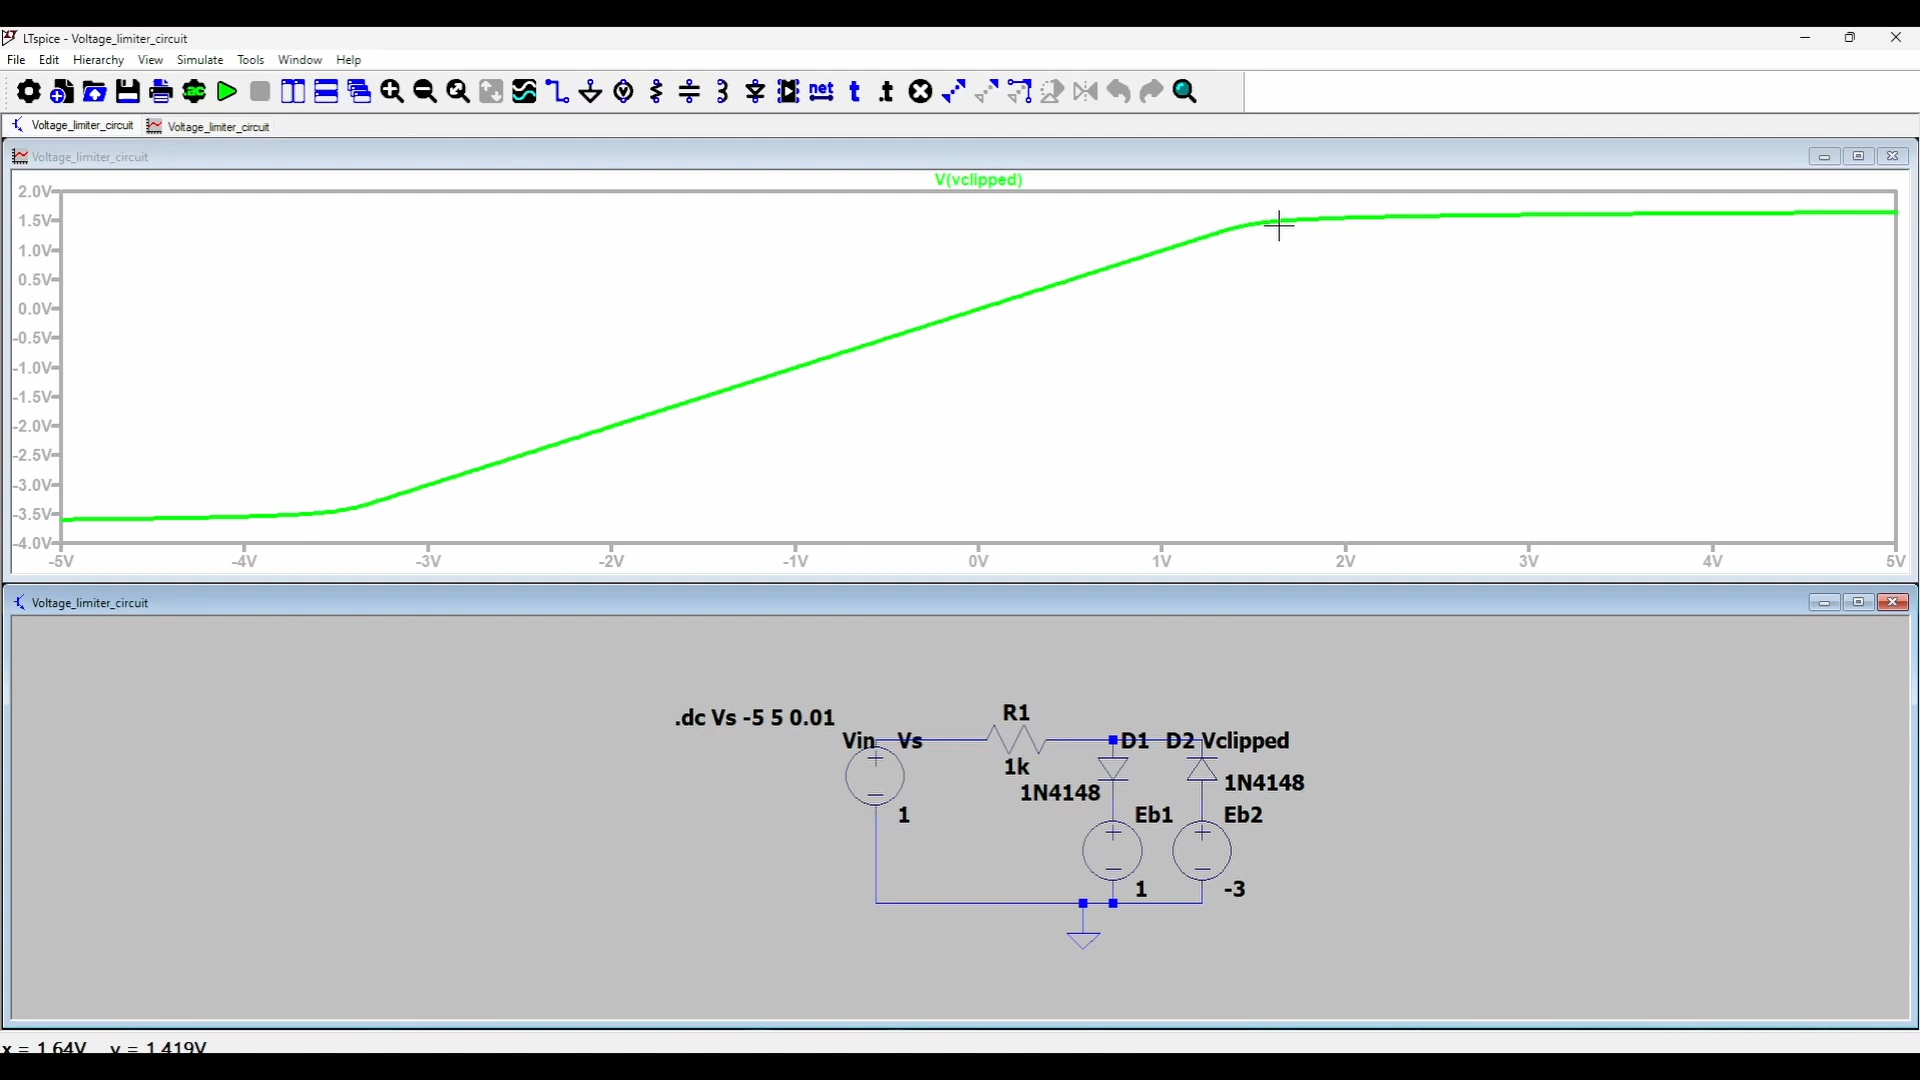 LTspice - Voltage_limiter_circuit
File Edit Hierarchy View Simulate Tools Window Help
ac net t .t
Voltage_limiter_circuit Voltage_limiter_circuit
Voltage_limiter_circuit
V(vclipped)
2.0V
1.5V
1.0V
0.5V
0.0V
-0.5V
-1.0V
-1.5V
-2.0V
-2.5V
-3.0V
-3.5V
-4.0V
-5V -4V -3V -2V -1V 0V 1V 2V 3V 4V 5V
Voltage_limiter_circuit
R1
.dc Vs -5 5 0.01
Vin Vs D1 D2 Vclipped
1k
1N4148 1N4148
1 Eb1 Eb2
1 -3
x = 1.64V y = 1.419V